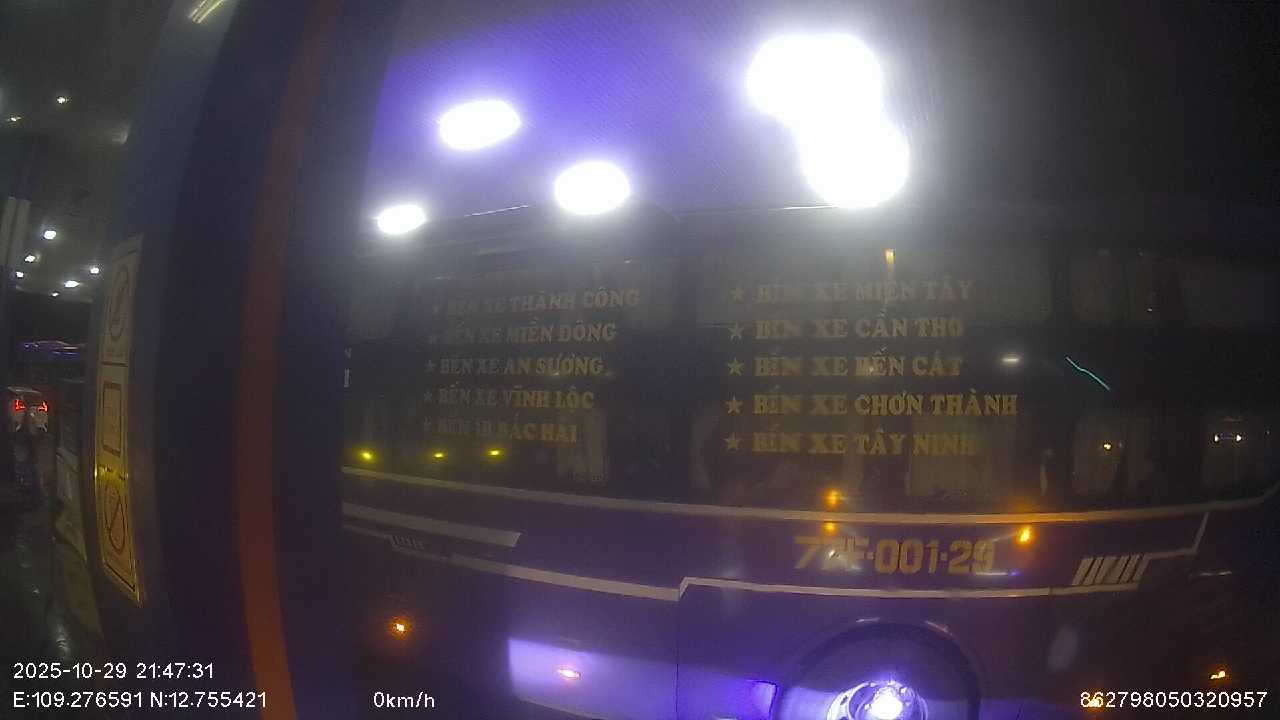 ★ BẾN XE THÀNH CÔNG
★ BẾN XE MIỀN ĐÔNG
★ BẾN XE AN SƯƠNG
★ BẾN XE VĨNH LỘC
BẮC HẢI
★ BẾN XE MIỀN TÂY
★ BẾN XE CẦN THƠ
★ BẾN XE BẾN CÁT
★ BẾN XE CHƠN THÀNH
★ BẾN XE TÂY NINH
001·29
2025-10-29 21:47:31
E:109.276591 N:12.755421 0km/h 862798050320957